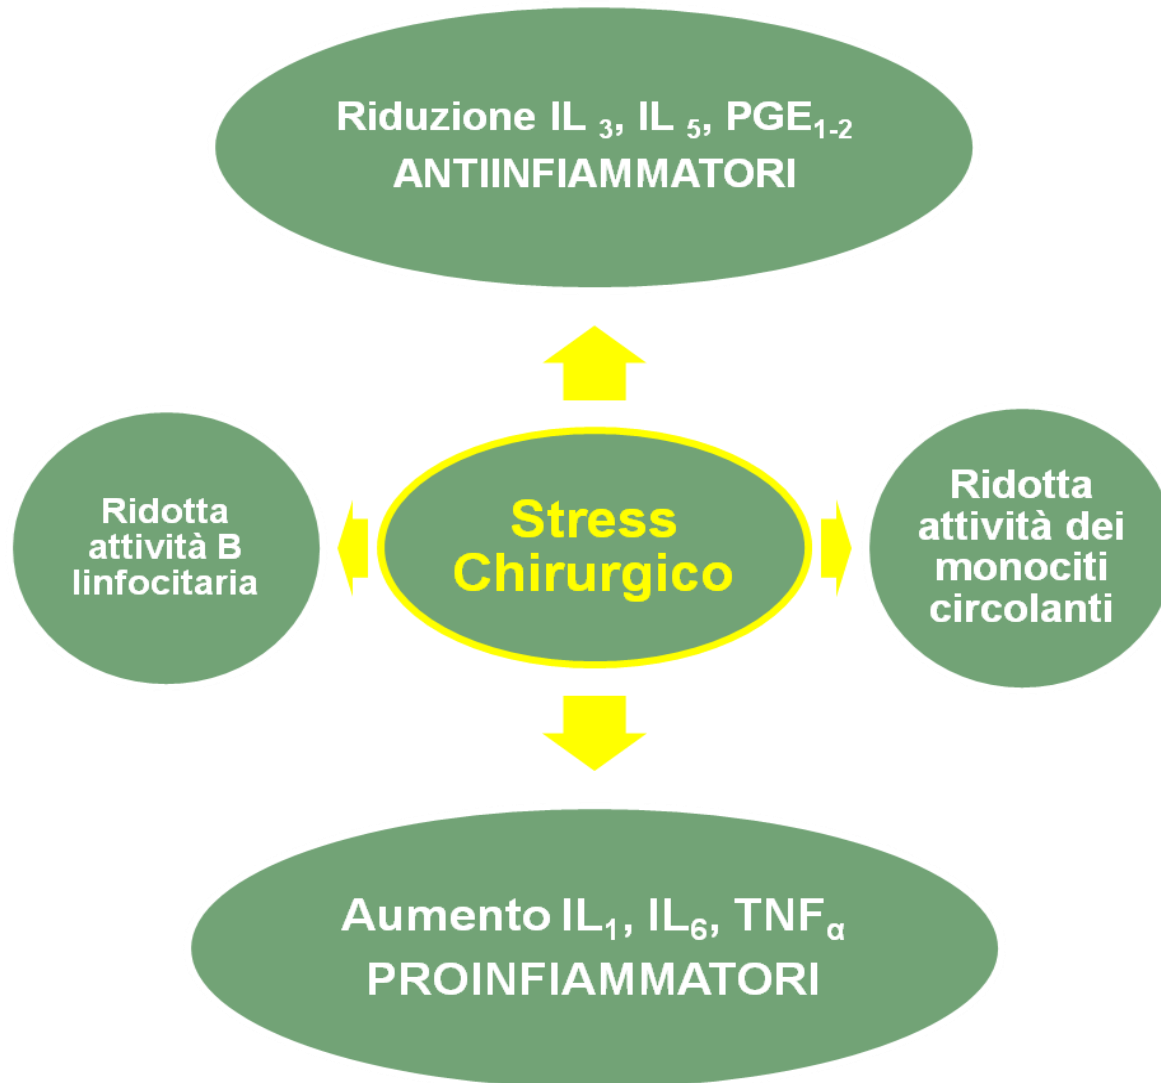 Riduzione IL 3, IL 5, PGE1-2
ANTIINFIAMMATORI
Ridotta
attività B
linfocitaria
Stress
Chirurgico
Ridotta
attività dei
monociti
circolanti
Aumento IL1, IL6, TNFα
PROINFIAMMATORI